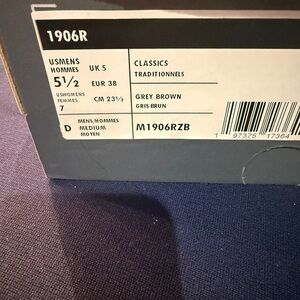 1906R
USMENS
HOMMES
5½
UK 5
EUR 38
USWOMENS
FEMMES
7
CM 23½
CLASSICS
TRADITIONNELS
GREY BROWN
GRIS BRUN
D
MENS/HOMMES
MEDIUM
MOYEN
M1906RZB
1 97375 17364